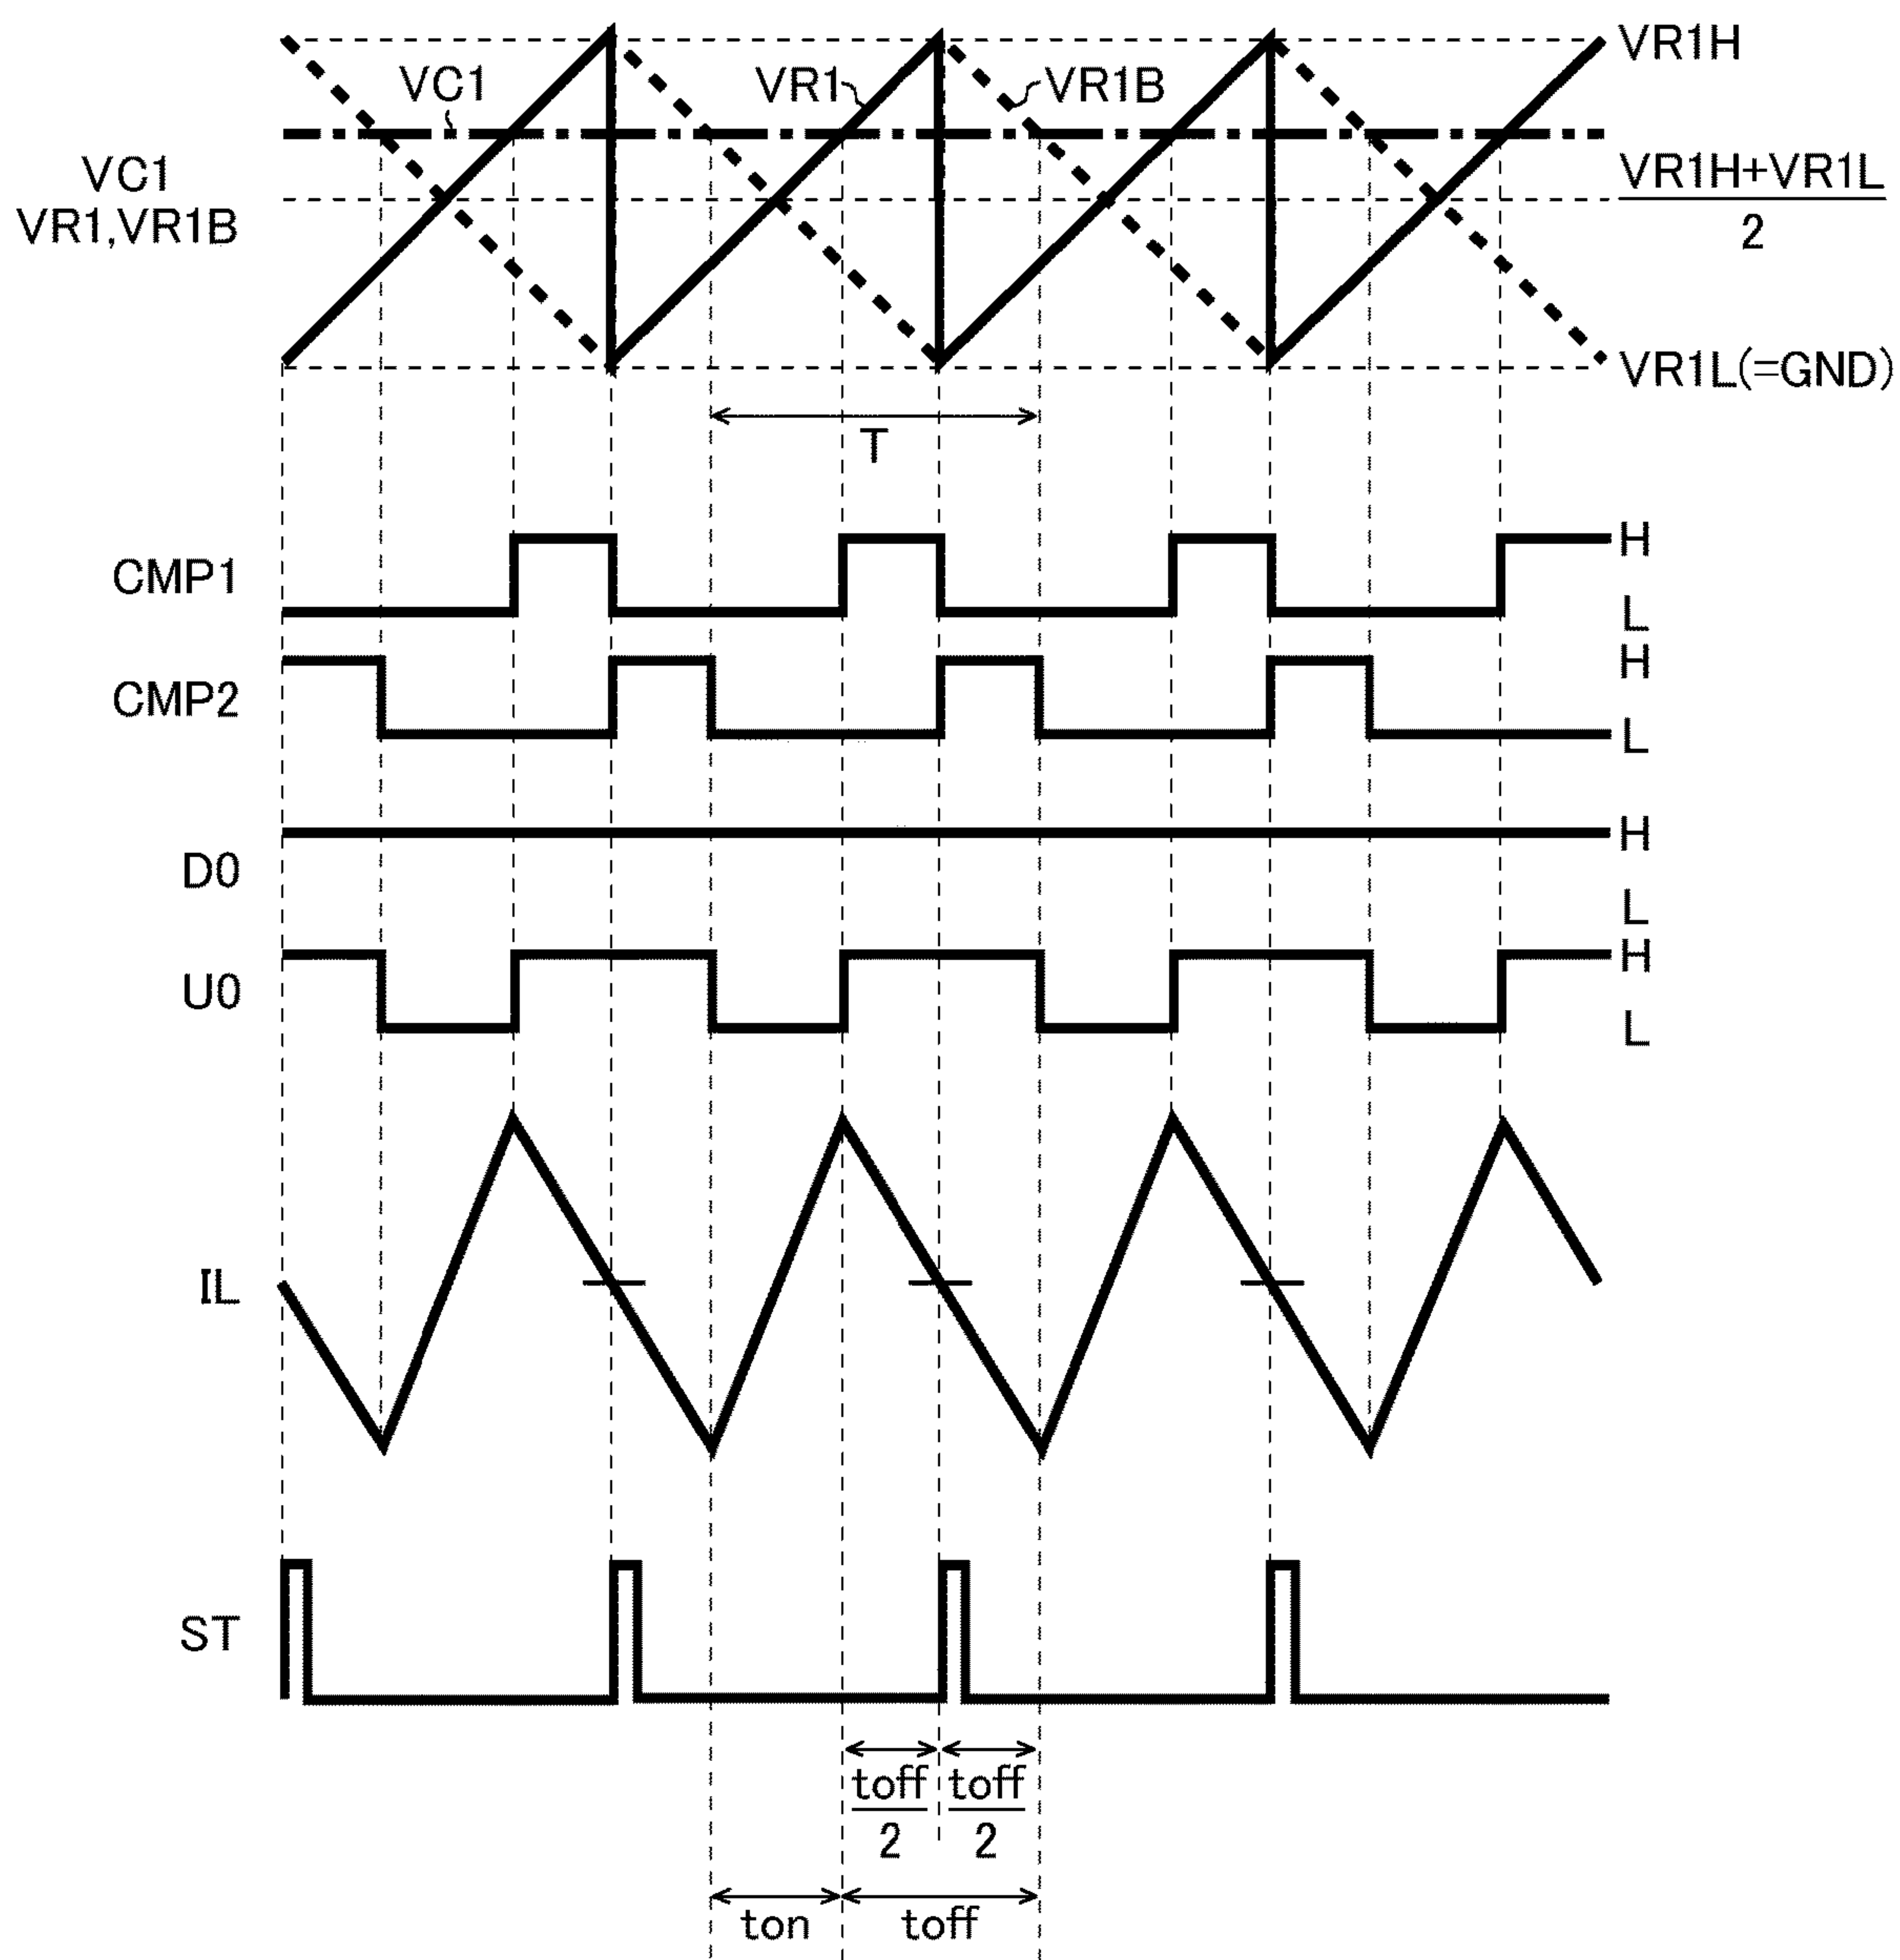 VR1H
VC1
VR1
VR1B
VC1
VR1,VR1B
VR1H+VR1L
2
VR1L(=GND)
T
CMP1
H
L
CMP2
H
L
D0
H
L
U0
H
L
IL
ST
toff
2
toff
2
ton
toff